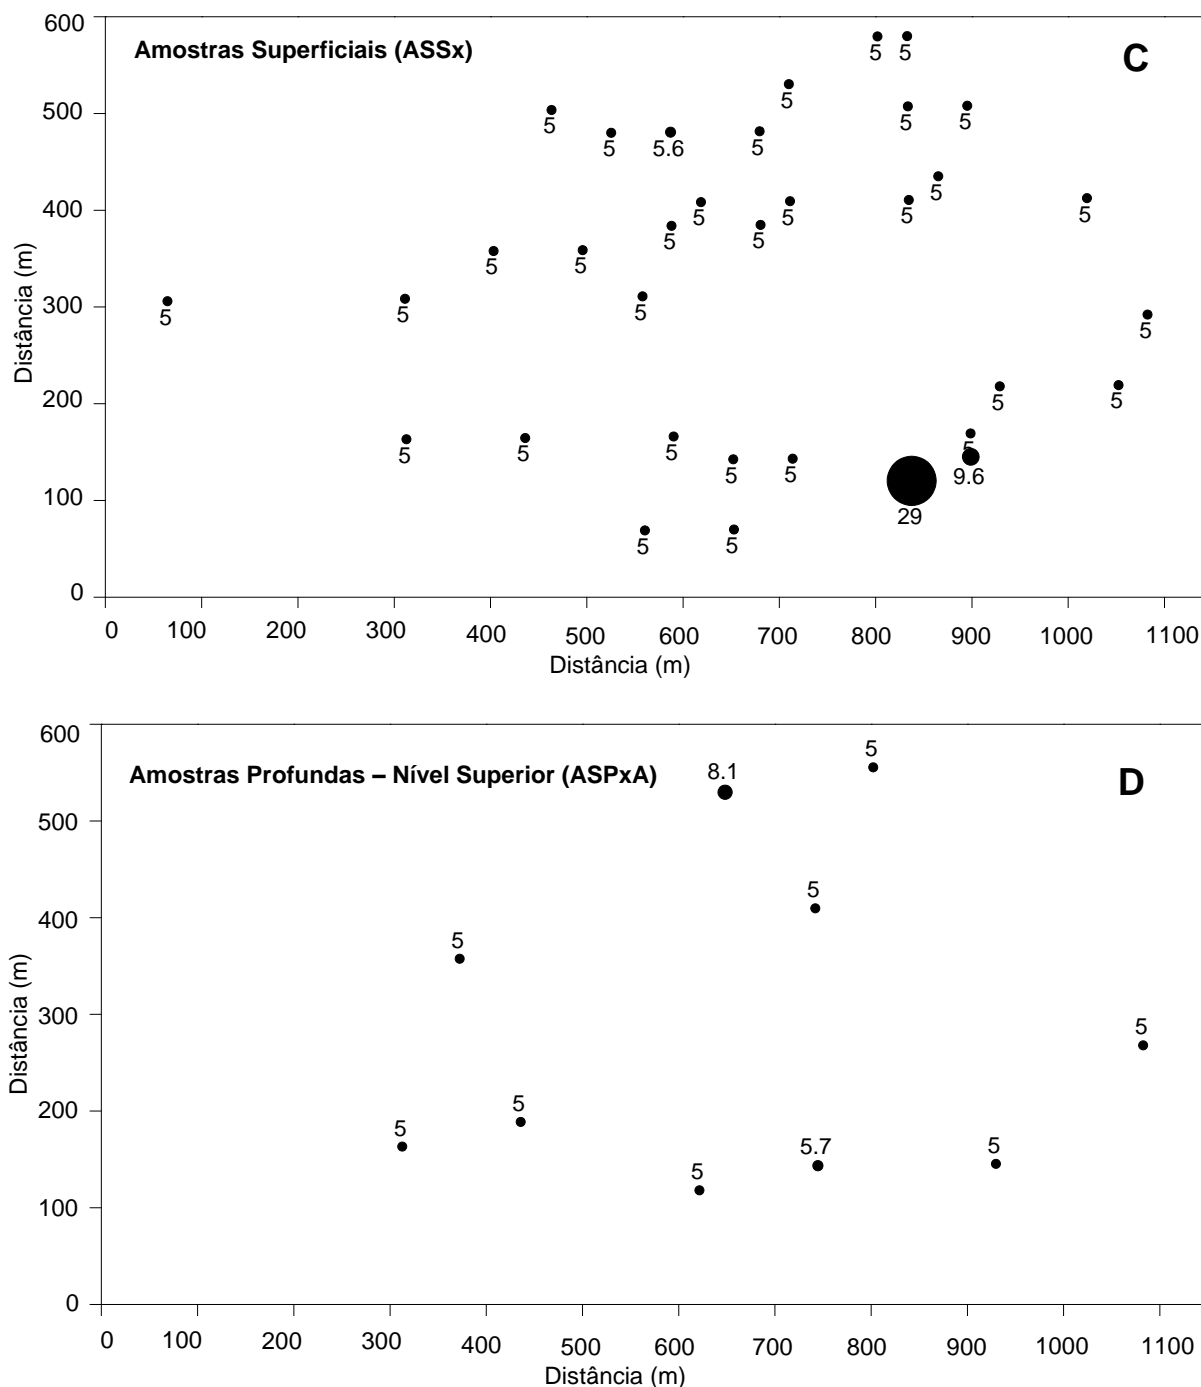 600
Amostras Superficiais (ASSx)
C
5 5
5
500
5 5 5.6 5 5 5
5
400
5 5 5 5 5
5 5
5 5
300
5 5 5
5
Distância (m)
200
5 5
5 5 5 5 5 5
9.6
100
29
5 5
0
0 100 300 400 500 600 700 800 900 1000 1100
Distância (m)
600
Amostras Profundas – Nível Superior (ASPxA)
D
8.1 5
500
5
400
5
300
5
Distância (m)
200
5 5
5 5.7 5
100
0
0 100 300 400 500 600 700 800 900 1000 1100
Distância (m)